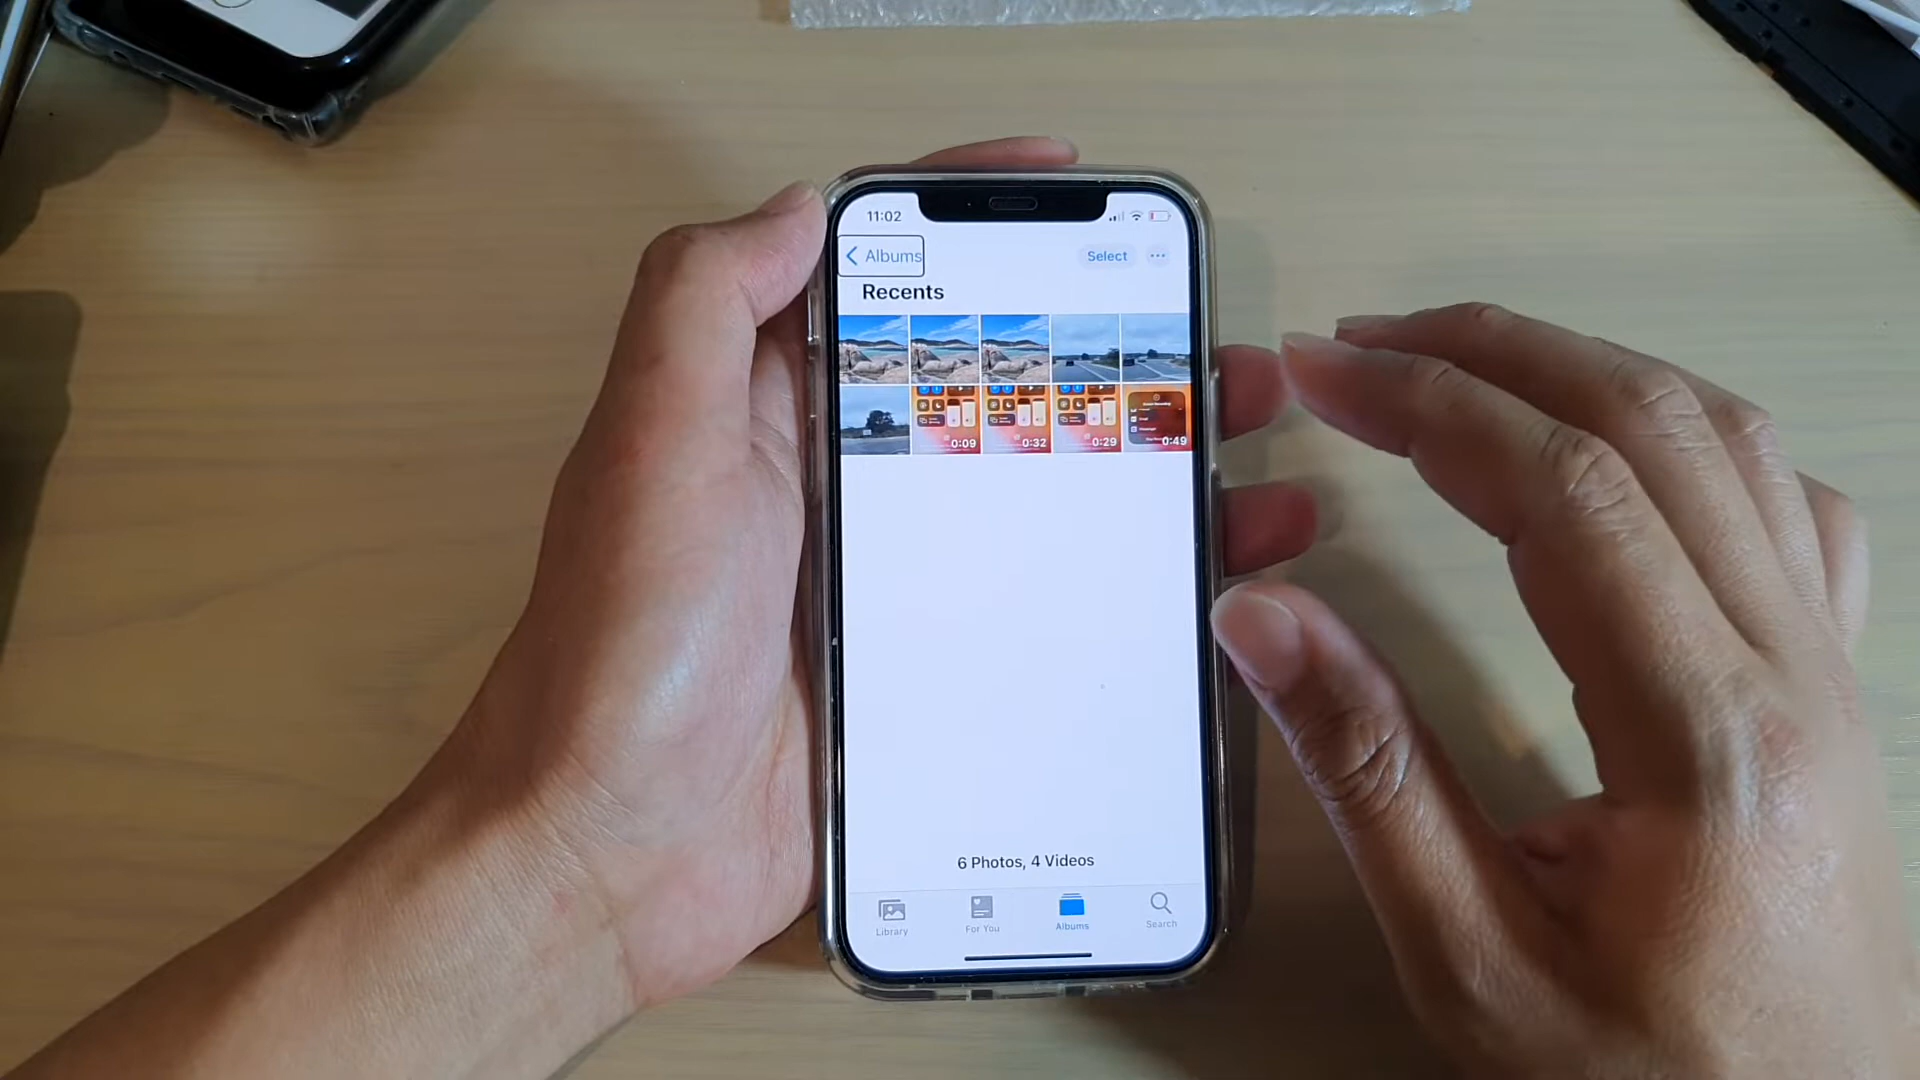 11:02
Albums
Select
Recents
0:09
0:32
0:29
0:49
6 Photos, 4 Videos
Library
For You
Albums
Search